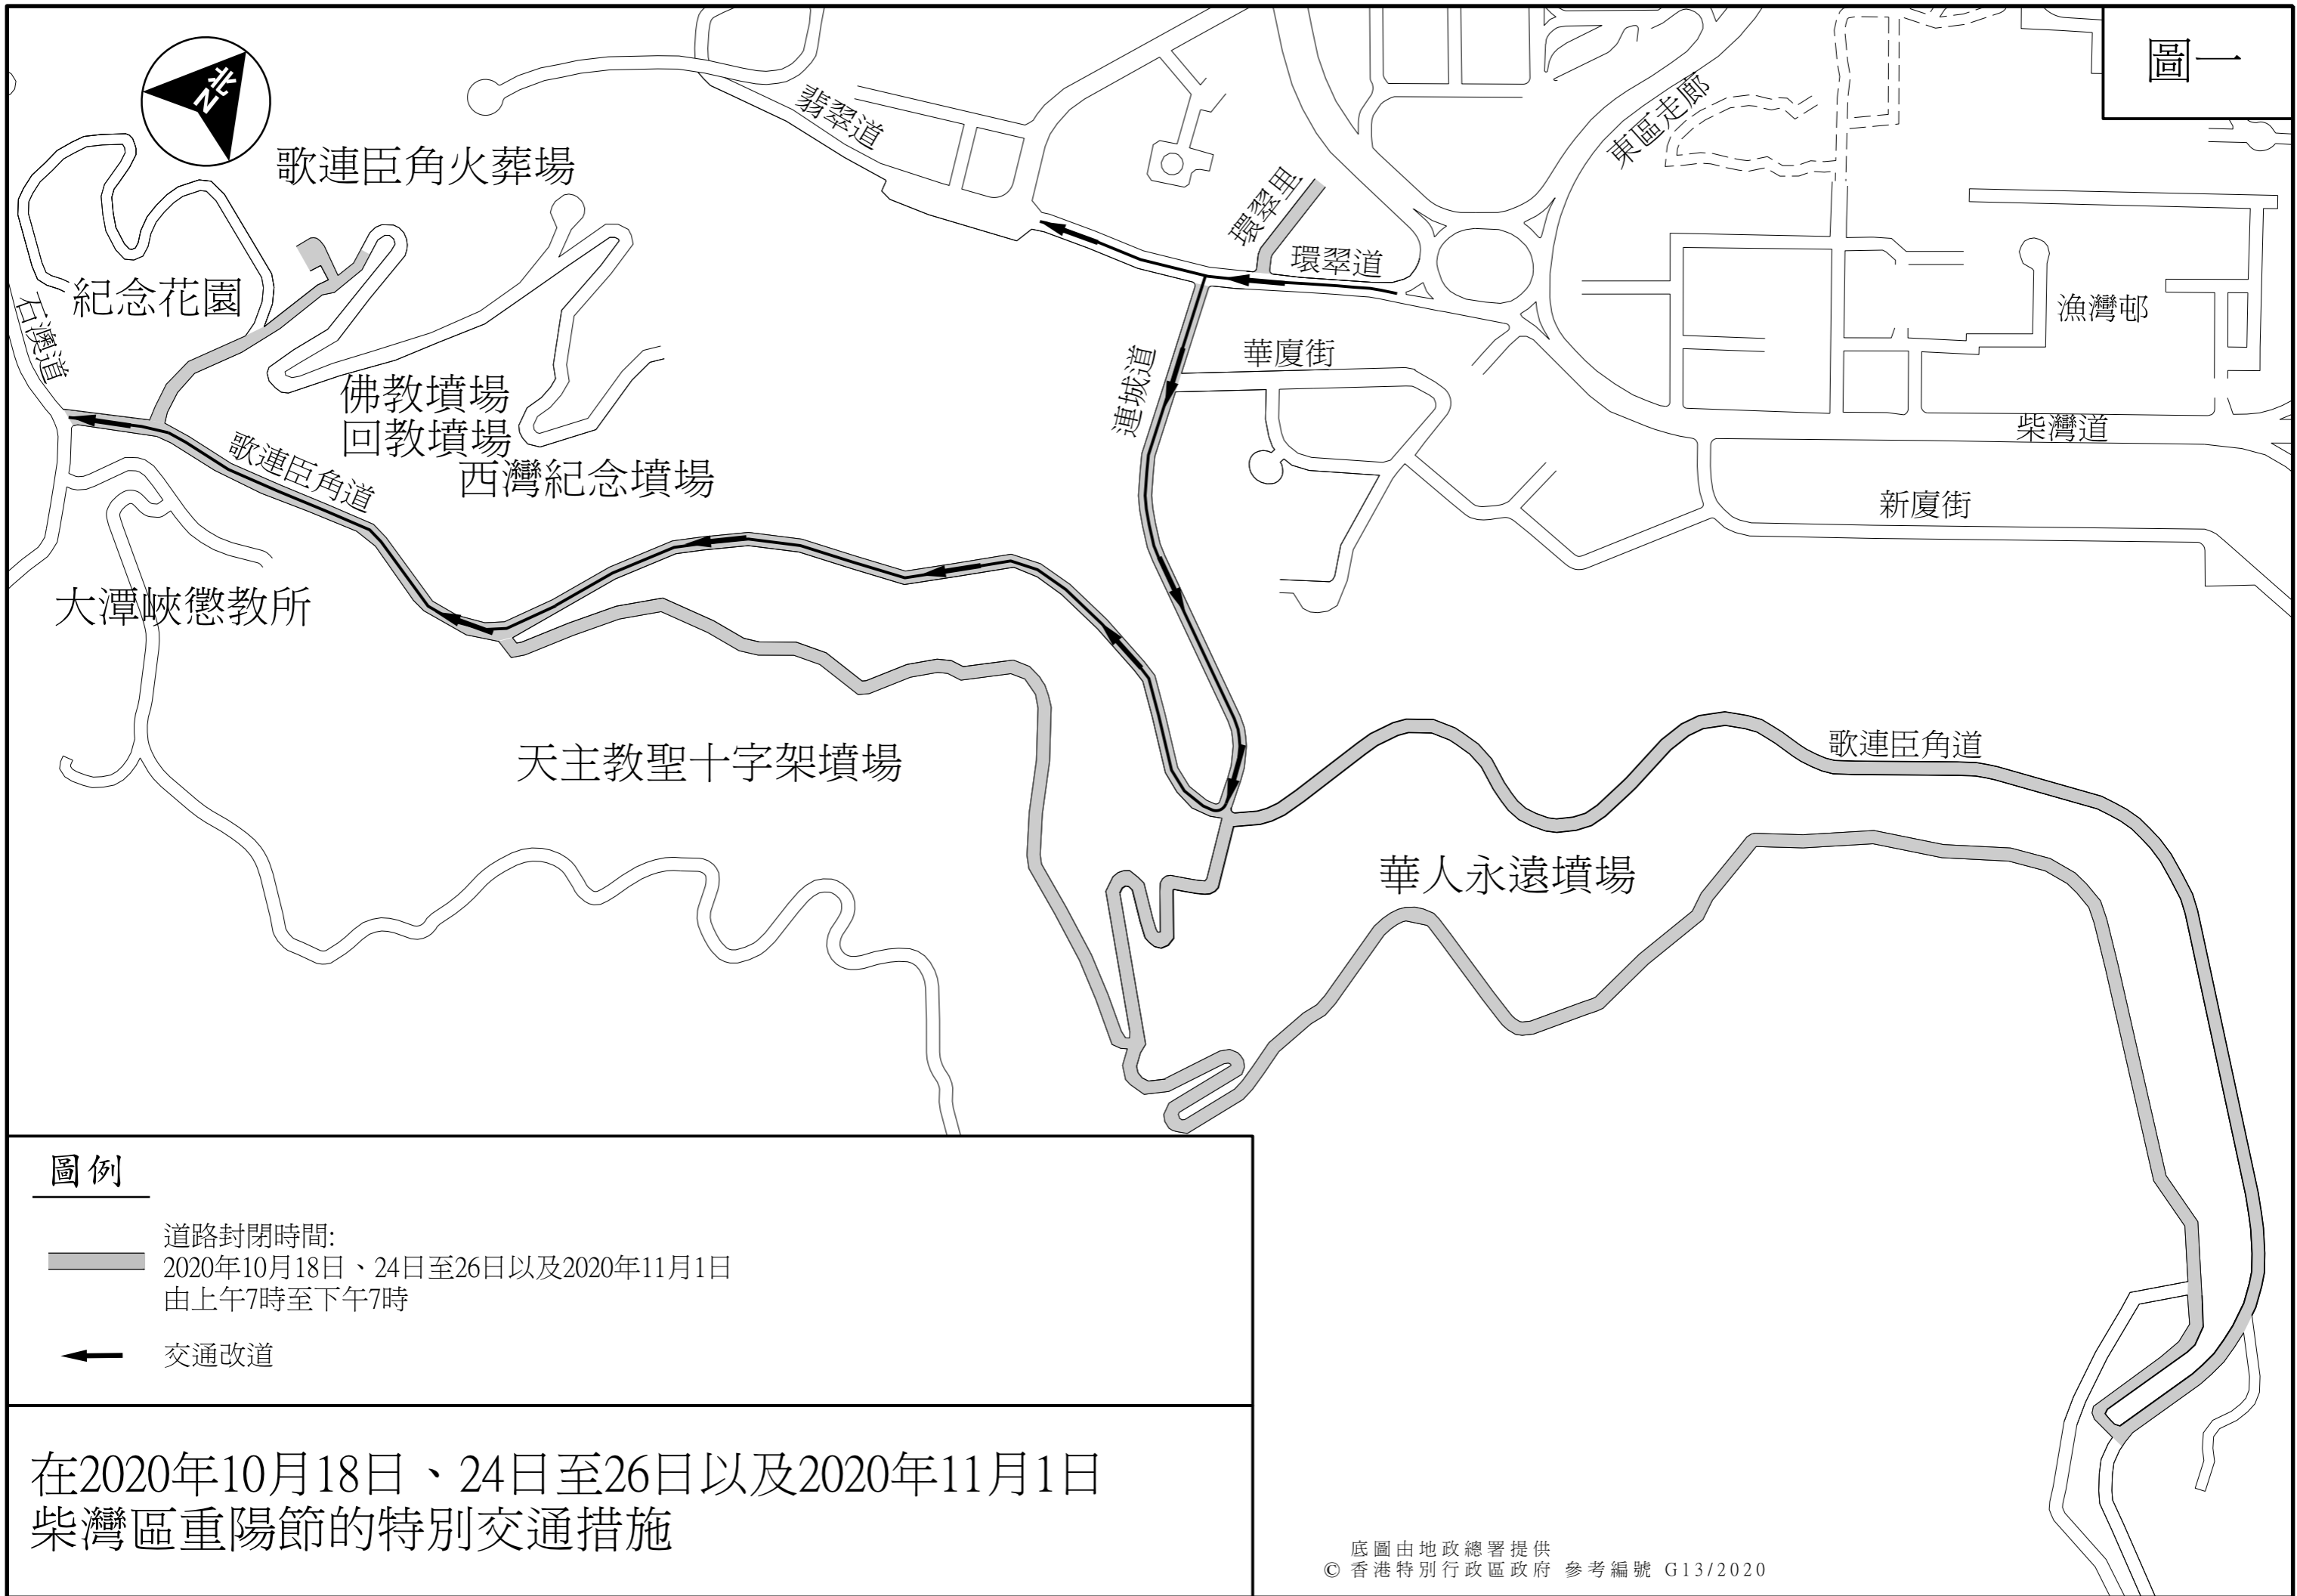 圖一
北
N
翡翠道
東區走廊
歌連臣角火葬場
環翠里
環翠道
紀念花園
石澳道
漁灣邨
華廈街
連城道
佛教墳場
回教墳場
柴灣道
歌連臣角道
西灣紀念墳場
新廈街
大潭峽懲教所
歌連臣角道
天主教聖十字架墳場
華人永遠墳場
圖例
道路封閉時間:
2020年10月18日、24日至26日以及2020年11月1日
由上午7時至下午7時
交通改道
在2020年10月18日、24日至26日以及2020年11月1日
柴灣區重陽節的特別交通措施
底圖由地政總署提供
© 香港特別行政區政府 參考編號 G13/2020